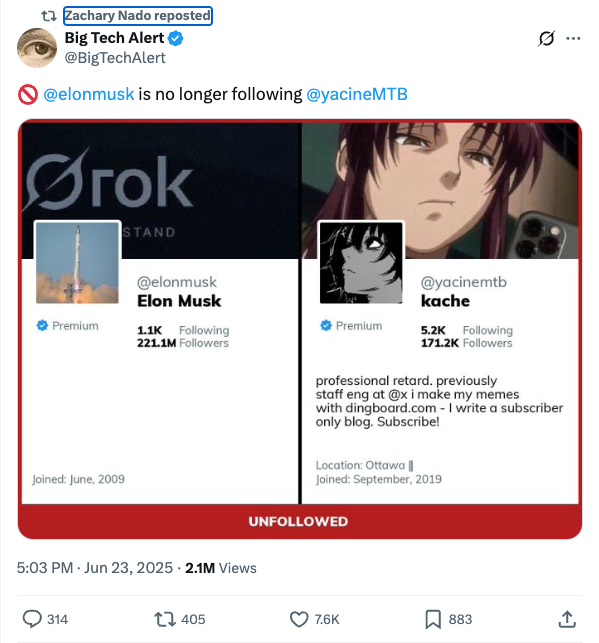 Zachary Nado reposted
Big Tech Alert
@BigTechAlert
@elonmusk is no longer following @yacineMTB
Grok
STAND
@elonmusk
Elon Musk
Premium
1.1K Following
221.1M Followers
Joined: June, 2009
@yacinemtb
kache
Premium
5.2K Following
171.2K Followers
professional retard. previously
staff eng at @x i make my memes
with dingboard.com - I write a subscriber
only blog. Subscribe!
Location: Ottawa
Joined: September, 2019
UNFOLLOWED
5:03 PM · Jun 23, 2025 · 2.1M Views
314 405 7.6K 883